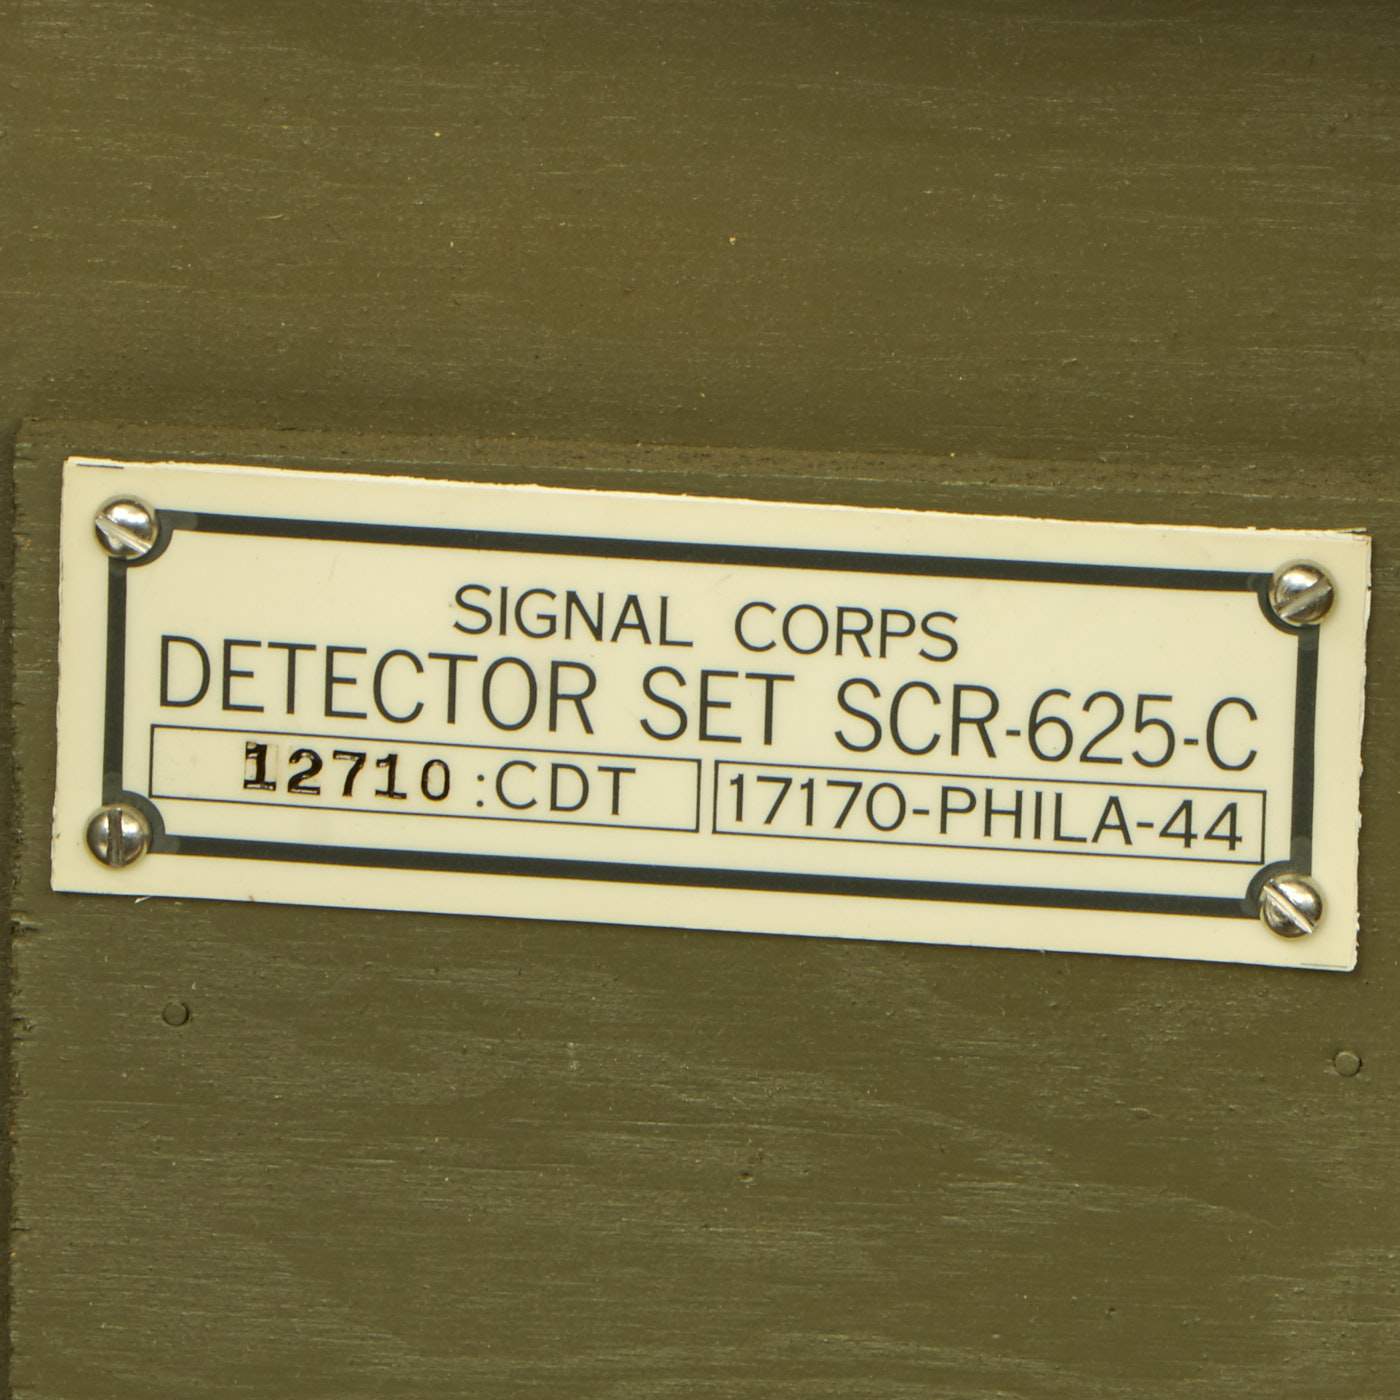 SIGNAL CORPS
DETECTOR SET SCR-625-C
12710 :CDT 17170-PHILA-44